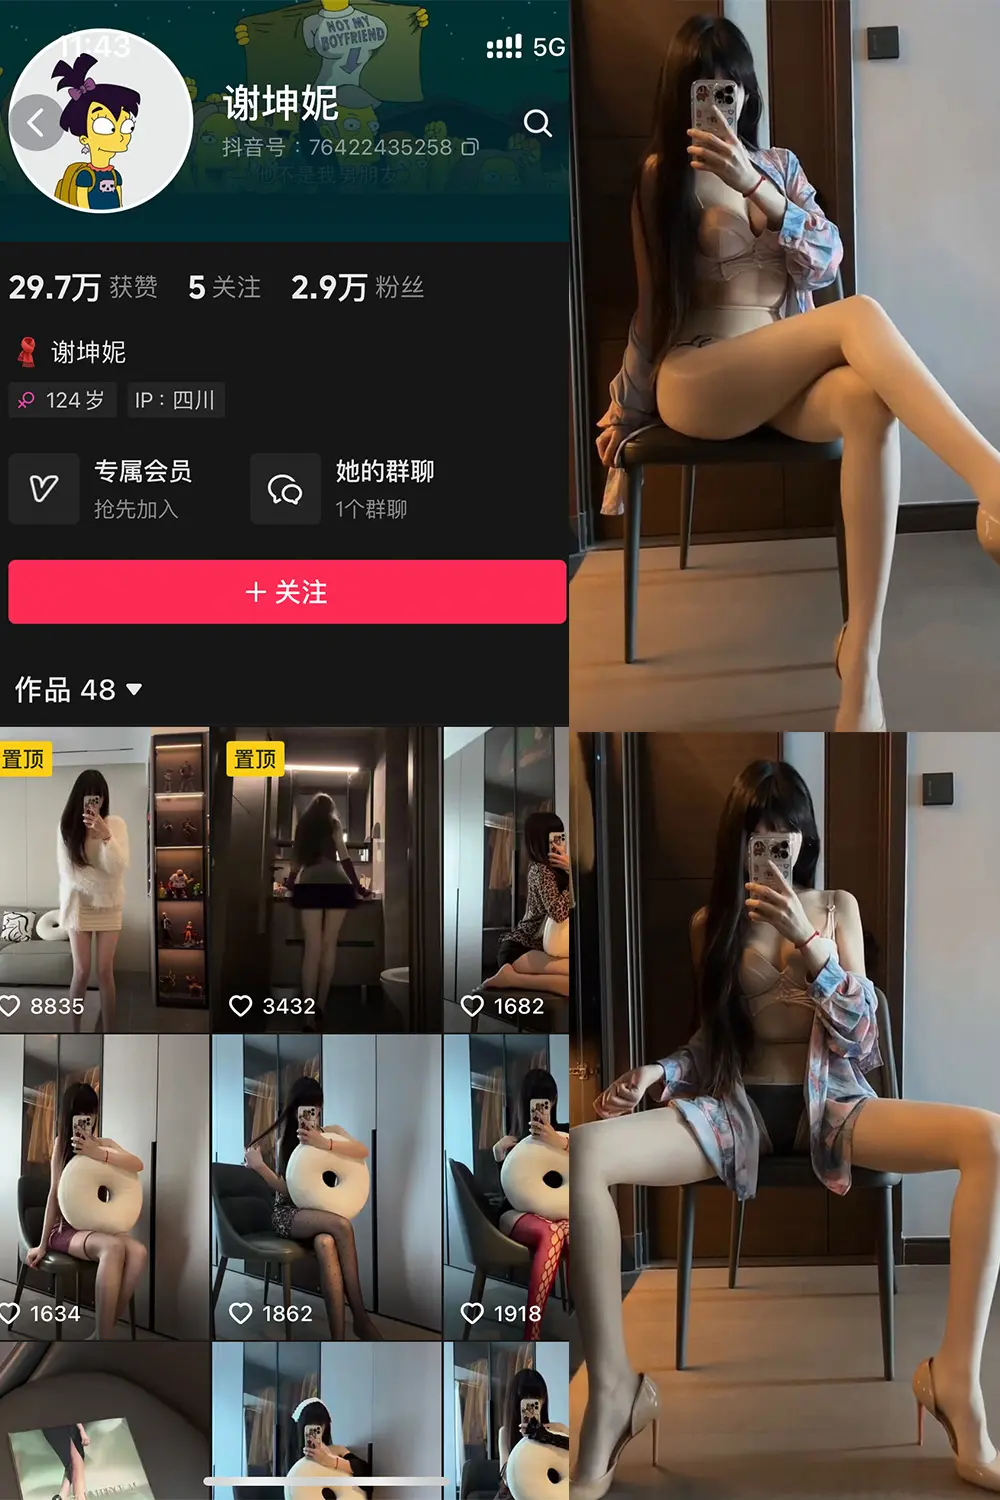 11:43
5G
NOT MY
BOYFRIEND
谢坤妮
抖音号：76422435258
他不是我男朋友
29.7万 获赞 5 关注 2.9万 粉丝
谢坤妮
124岁 IP：四川
专属会员
抢先加入
她的群聊
1个群聊
+ 关注
作品 48
置顶
置顶
8835
3432
1682
1634
1862
1918